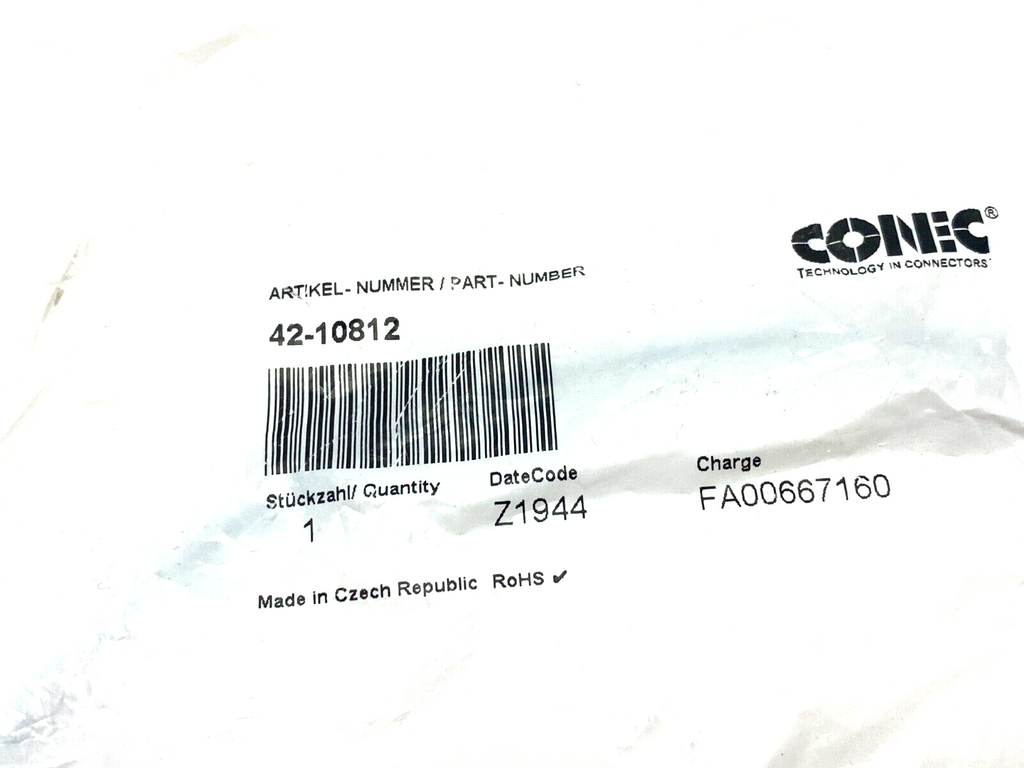 CONEC®
TECHNOLOGY IN CONNECTORS
ARTIKEL- NUMMER / PART- NUMBER
42-10812
Stückzahl/ Quantity DateCode Charge
1 Z1944 FA00667160
Made in Czech Republic RoHS ✔